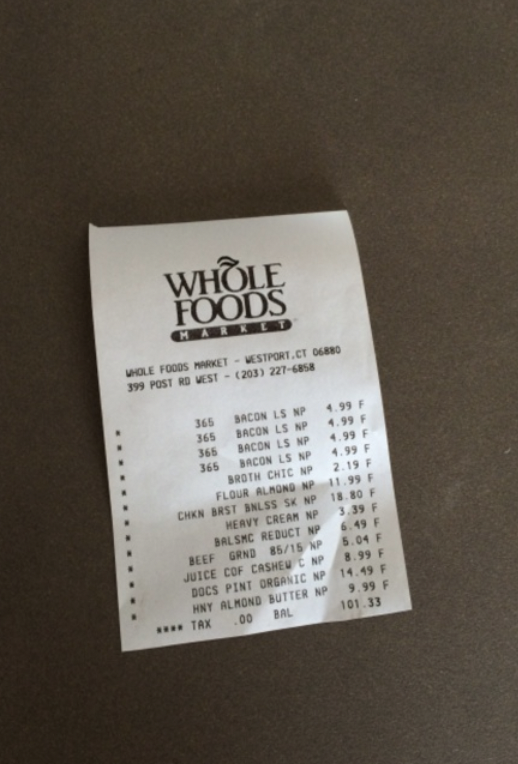 WHOLE
FOODS
MARKET
WHOLE FOODS MARKET - WESTPORT,CT 06880
399 POST RD WEST - (203) 227-6858
365 BACON LS NP 4.99 F
365 BACON LS NP 4.99 F
365 BACON LS NP 4.99 F
365 BACON LS NP 4.99 F
BROTH CHIC NP 2.19 F
FLOUR ALMOND NP 11.99 F
CHKN BRST BNLSS SK NP 18.80 F
HEAVY CREAM NP 3.39 F
BALSMC REDUCT NP 6.49 F
BEEF GRND 85/15 NP 5.04 F
JUICE COF CASHEW C NP 8.99 F
DOCS PINT ORGANIC NP 14.49 F
HNY ALMOND BUTTER NP 9.99 F
**** TAX .00 BAL 101.33